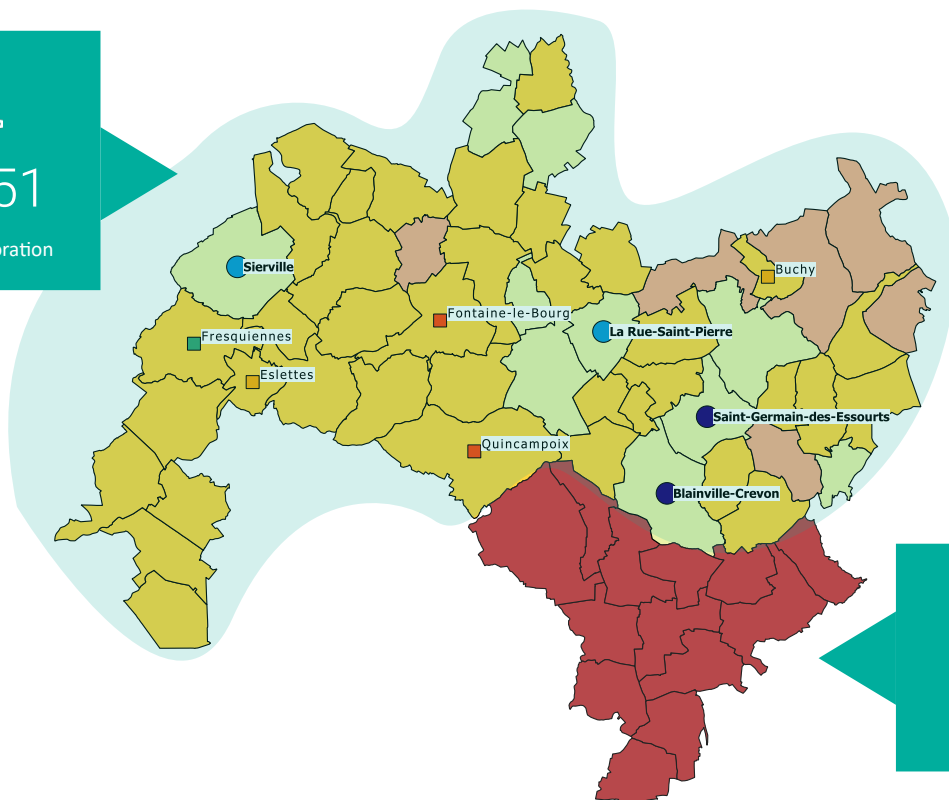 51
oration
Sierville
Buchy
Fontaine-le-Bourg
La Rue-Saint-Pierre
Fresquiennes
Eslettes
Saint-Germain-des-Essourts
Quincampoix
Blainville-Crevon